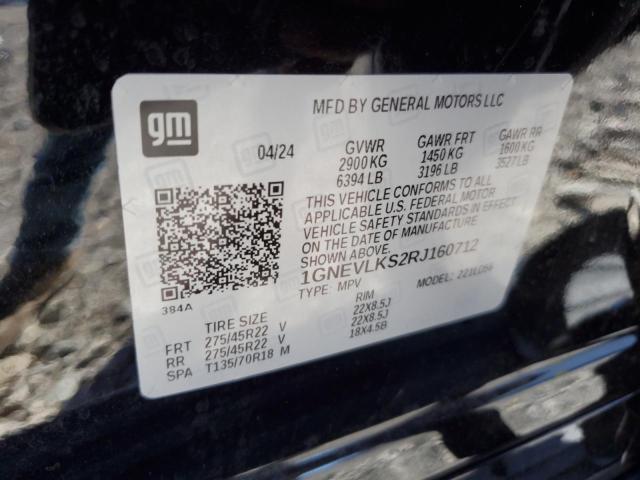 gm
MFD BY GENERAL MOTORS LLC
04/24 GVWR GAWR FRT GAWR RR
2900 KG 1450 KG 1600 KG
6394 LB 3196 LB 3527 LB
THIS VEHICLE CONFORMS TO ALL
APPLICABLE U.S. FEDERAL MOTOR
VEHICLE SAFETY STANDARDS IN EFFECT
ON THE DATE OF MANUFACTURE
SHOWN ABOVE.
1GNEVLKS2RJ160712
TYPE: MPV MODEL:
384A
TIRE SIZE RIM
FRT 275/45R22 V 22X8.5J
RR 275/45R22 V 22X8.5J
SPA T135/70R18 M 18X4.5B